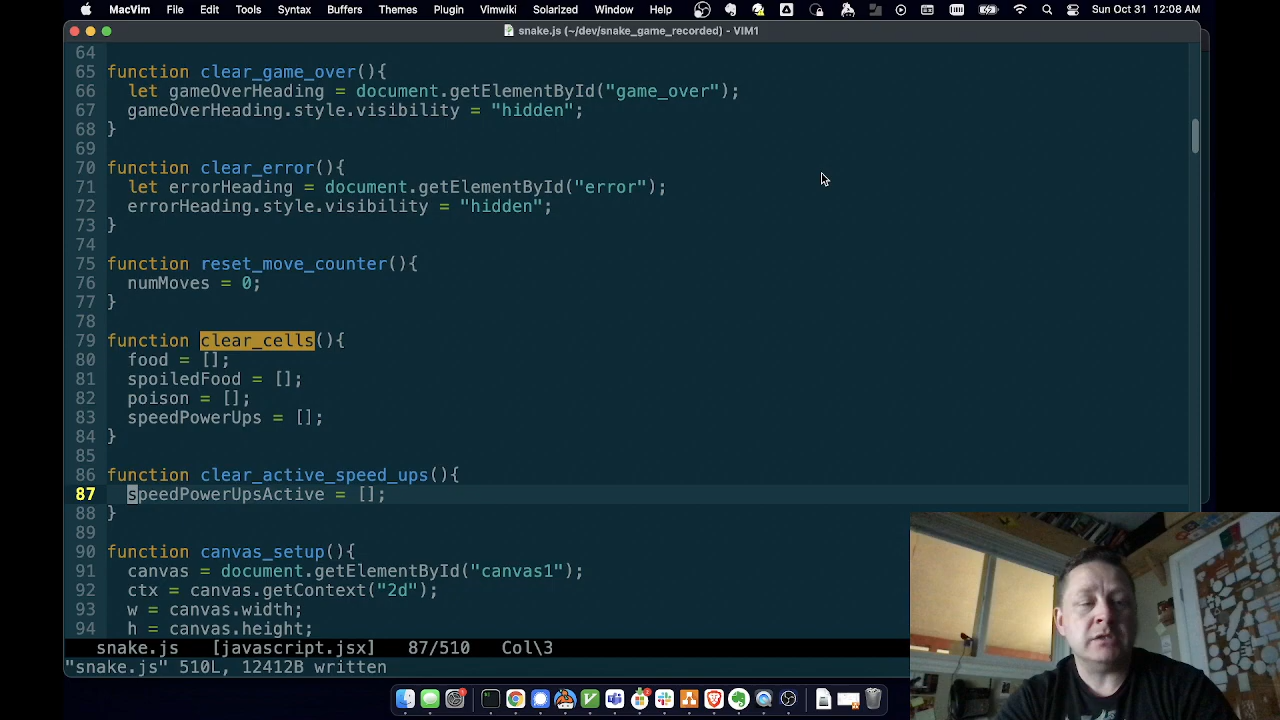 MacVim File Edit Tools Syntax Buffers Themes Plugin Vimwiki Solarized Window Help Sun Oct 31 12:08 AM
snake.js (~/dev/snake_game_recorded) - VIM1
64
65 function clear_game_over(){
66   let gameOverHeading = document.getElementById("game_over");
67   gameOverHeading.style.visibility = "hidden";
68 }
69
70 function clear_error(){
71   let errorHeading = document.getElementById("error");
72   errorHeading.style.visibility = "hidden";
73 }
74
75 function reset_move_counter(){
76   numMoves = 0;
77 }
78
79 function clear_cells(){
80   food = [];
81   spoiledFood = [];
82   poison = [];
83   speedPowerUps = [];
84 }
85
86 function clear_active_speed_ups(){
87   speedPowerUpsActive = [];
88 }
89
90 function canvas_setup(){
91   canvas = document.getElementById("canvas1");
92   ctx = canvas.getContext("2d");
93   w = canvas.width;
94   h = canvas.height;
snake.js [javascript.jsx] 87/510 Col\3
"snake.js" 510L, 12412B written